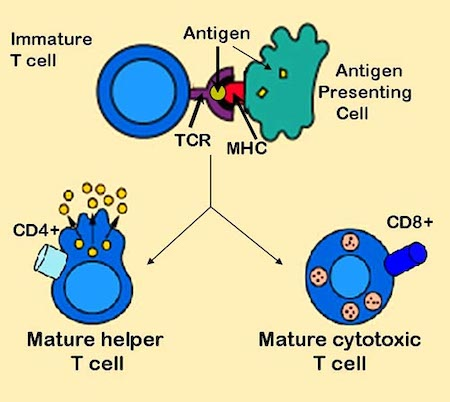 Immature
T cell
Antigen
Antigen
Presenting
Cell
TCR
MHC
CD4+
CD8+
Mature helper
T cell
Mature cytotoxic
T cell